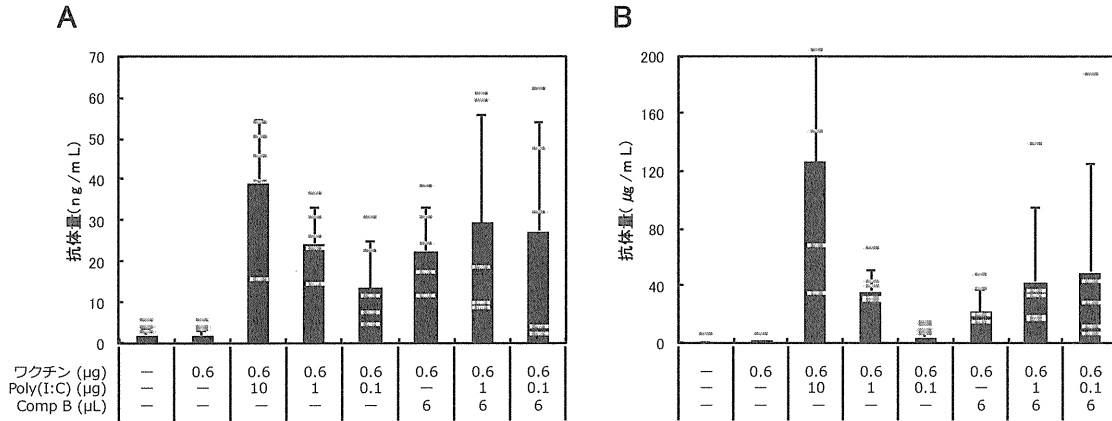 A
B
70
60
50
40
30
20
10
0
抗体量(ng/mL)
200
160
120
80
40
0
抗体量(μg/mL)
ワクチン (μg) — 0.6 0.6 0.6 0.6 0.6 0.6 0.6
Poly(I:C) (μg) — — 10 1 0.1 — 1 0.1
Comp B (μL) — — — — — 6 6 6
— 0.6 0.6 0.6 0.6 0.6 0.6 0.6
— — 10 1 0.1 — 1 0.1
— — — — — 6 6 6